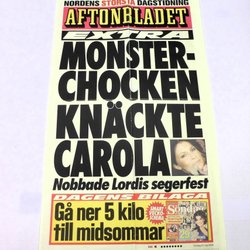 NORDENS STÖRSTA DAGSTIDNING
AFTONBLADET
EXTRA
MONSTER-
CHOCKEN
KNÄCKTE
CAROLA
Nobbade Lordis segerfest
DAGENS BILAGA
Gå ner 5 kilo
till midsommar
Söndag